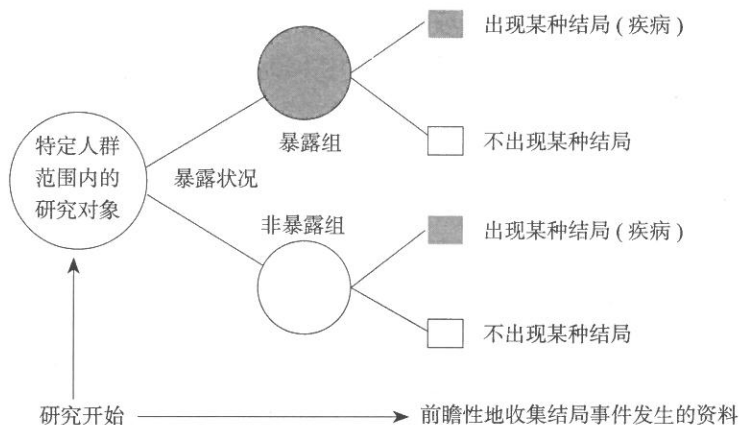 出现某种结局(疾病)
暴露组
不出现某种结局
特定人群
范围内的
研究对象
暴露状况
非暴露组
出现某种结局(疾病)
不出现某种结局
研究开始
前瞻性地收集结局事件发生的资料